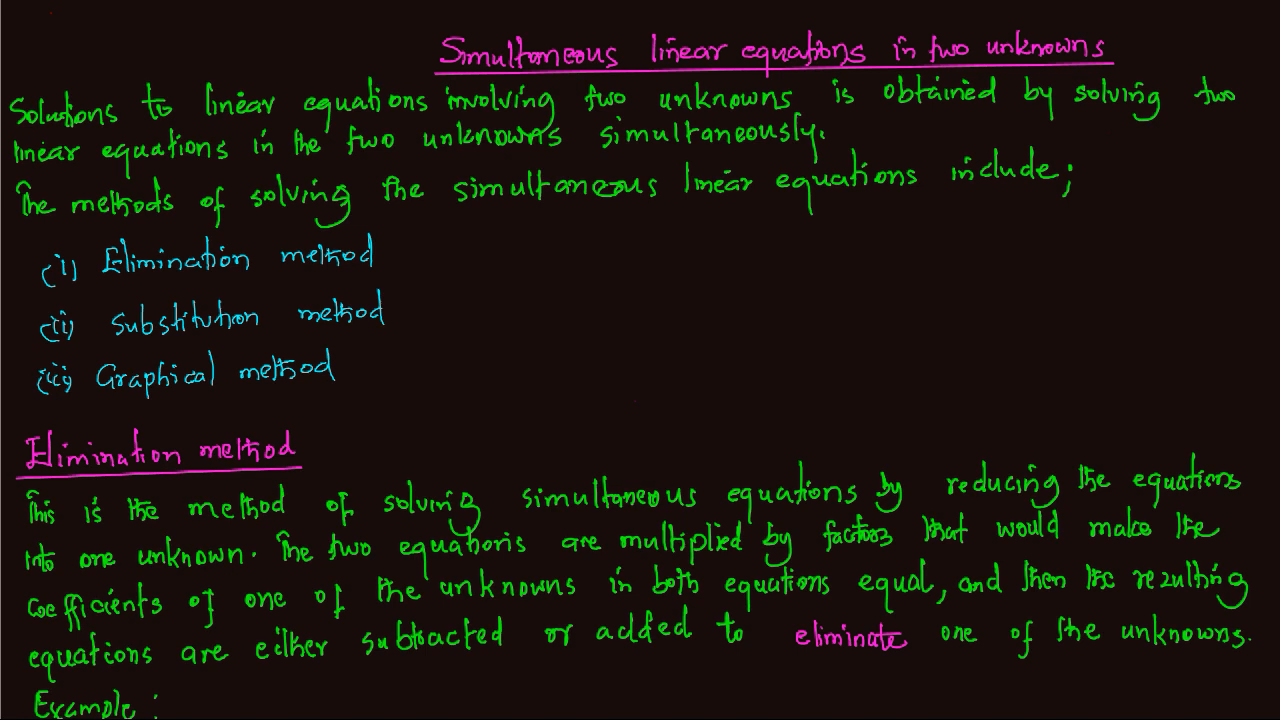 Simultaneous linear equations in two unknowns
Solutions to linear equations involving two unknowns is obtained by solving two
linear equations in the two unknowns simultaneously.
The methods of solving the simultaneous linear equations include;
(i) Elimination method
(ii) Substitution method
(iii) Graphical method
Elimination method
This is the method of solving simultaneous equations by reducing the equations
into one unknown. The two equations are multiplied by factors that would make the
coefficients of one of the unknowns in both equations equal, and then the resulting
equations are either subtracted or added to eliminate one of the unknowns.
Example: